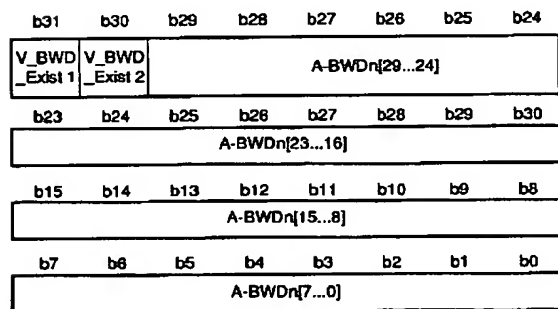 b31 b30 b29 b28 b27 b26 b25 b24
V_BWD _Exist 1 V_BWD _Exist 2 A-BWDn[29...24]
b23 b24 b25 b26 b27 b28 b29 b30
A-BWDn[23...16]
b15 b14 b13 b12 b11 b10 b9 b8
A-BWDn[15...8]
b7 b6 b5 b4 b3 b2 b1 b0
A-BWDn[7...0]